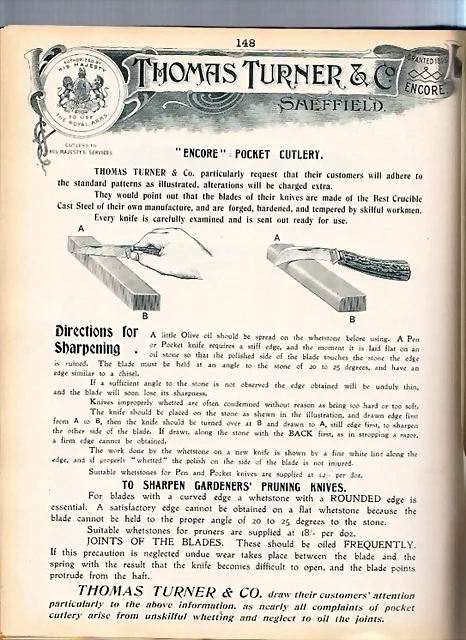 148
AUTHORIZED BY
HIS MAJESTY
TO USE
THE ROYAL ARMS.
THOMAS TURNER & Co
SHEFFIELD.
GRANTED
ENCORE.
CUTLERS TO
HIS MAJESTY'S SERVICES
"ENCORE" POCKET CUTLERY.
THOMAS TURNER & Co. particularly request that their customers will adhere to
the standard patterns as illustrated, alterations will be charged extra.
They would point out that the blades of their knives are made of the Best Crucible
Cast Steel of their own manufacture, and are forged, hardened, and tempered by skilful workmen.
Every knife is carefully examined and is sent out ready for use.
A
B
A
B
Directions for
Sharpening .
A little Olive oil should be spread on the whetstone before using. A Pen
or Pocket knife requires a stiff edge, and the moment it is laid flat on an
oil stone so that the polished side of the blade touches the stone the edge
is ruined. The blade must be held at an angle to the stone of 20 to 25 degrees, and have an
edge similar to a chisel.
If a sufficient angle to the stone is not observed the edge obtained will be unduly thin,
and the blade will soon lose its sharpness.
Knives improperly whetted are often condemned without reason as being too hard or too soft.
The knife should be placed on the stone as shewn in the illustration, and drawn edge first
from A to B, then the knife should be turned over at B and drawn to A, still edge first, to sharpen
the other side of the blade. If drawn along the stone with the BACK first, as in stropping a razor,
a firm edge cannot be obtained.
The work done by the whetstone on a new knife is shown by a fine white line along the
edge, and if properly "whetted" the polish on the side of the blade is not injured.
Suitable whetstones for Pen and Pocket knives are supplied at 12/- per doz.
TO SHARPEN GARDENERS' PRUNING KNIVES.
For blades with a curved edge a whetstone with a ROUNDED edge is
essential. A satisfactory edge cannot be obtained on a flat whetstone because the
blade cannot be held to the proper angle of 20 to 25 degrees to the stone.
Suitable whetstones for pruners are supplied at 18/- per doz.
JOINTS OF THE BLADES. These should be oiled FREQUENTLY.
If this precaution is neglected undue wear takes place between the blade and the
spring with the result that the knife becomes difficult to open, and the blade points
protrude from the haft.
THOMAS TURNER & CO. draw their customers' attention
particularly to the above information, as nearly all complaints of pocket
cutlery arise from unskilful whetting and neglect to oil the joints.